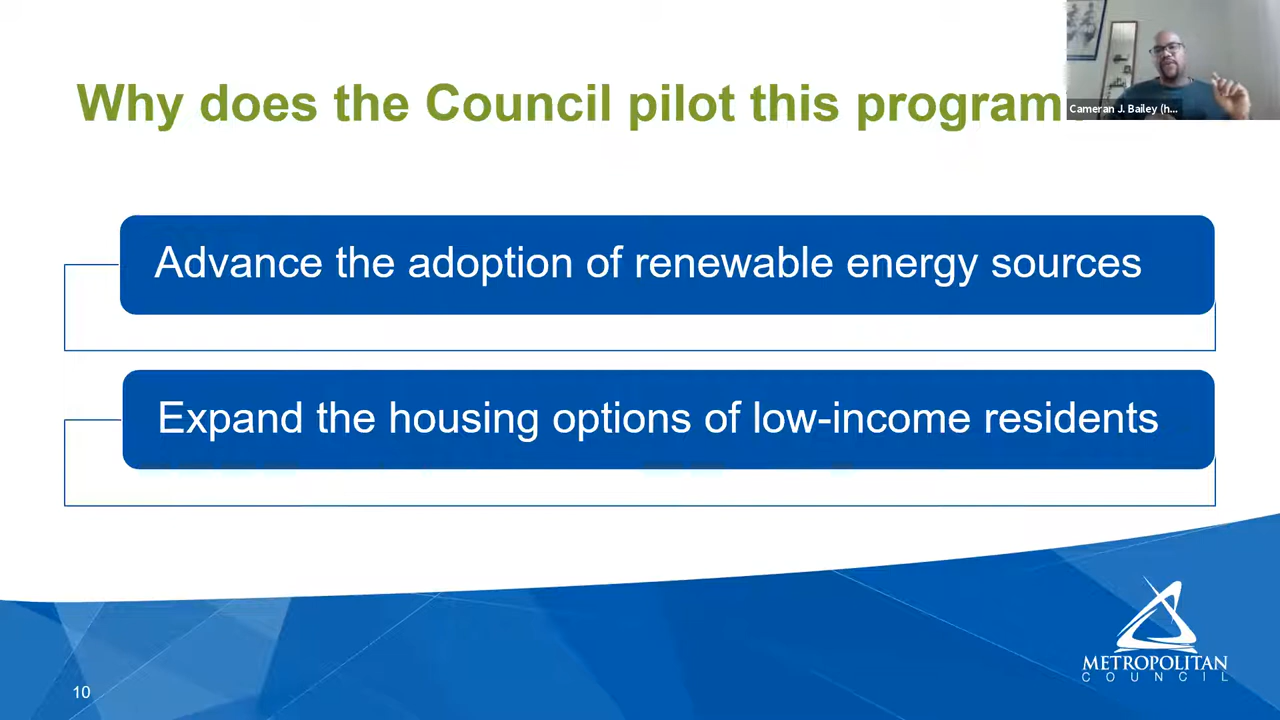 Why does the Council pilot this program
Cameran J. Bailey (h...
Advance the adoption of renewable energy sources
Expand the housing options of low-income residents
METROPOLITAN
COUNCIL
10